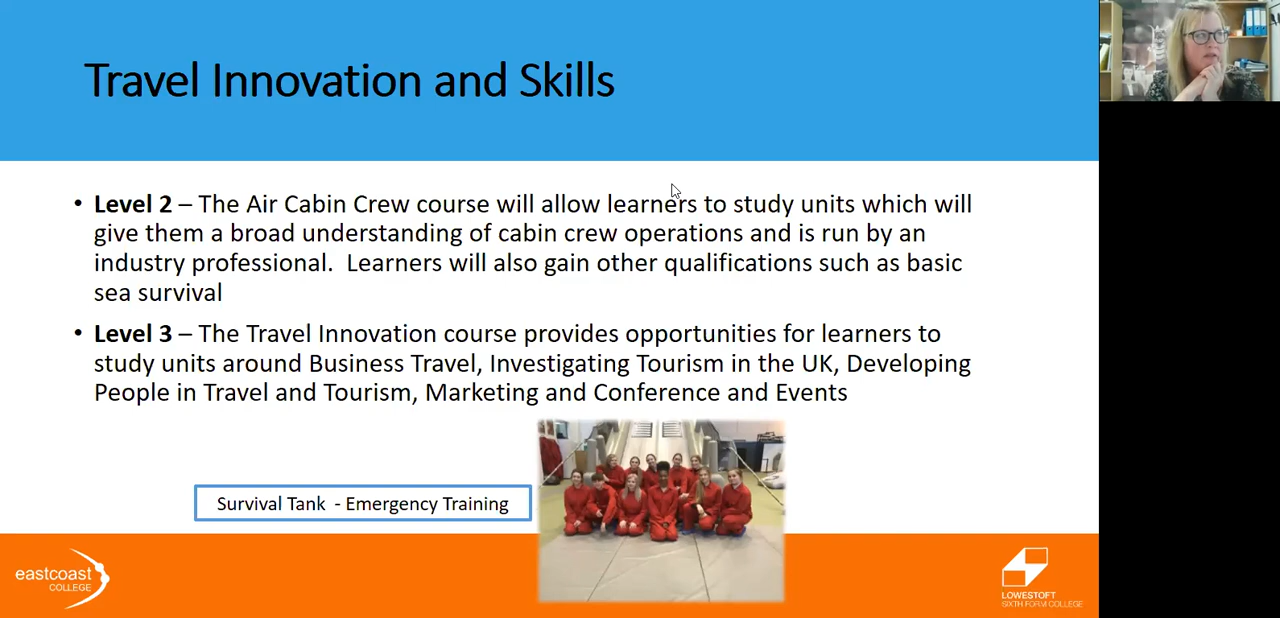 Travel Innovation and Skills
• Level 2 – The Air Cabin Crew course will allow learners to study units which will
give them a broad understanding of cabin crew operations and is run by an
industry professional.  Learners will also gain other qualifications such as basic
sea survival
• Level 3 – The Travel Innovation course provides opportunities for learners to
study units around Business Travel, Investigating Tourism in the UK, Developing
People in Travel and Tourism, Marketing and Conference and Events
Survival Tank  - Emergency Training
eastcoast
COLLEGE
LOWESTOFT
SIXTH FORM COLLEGE